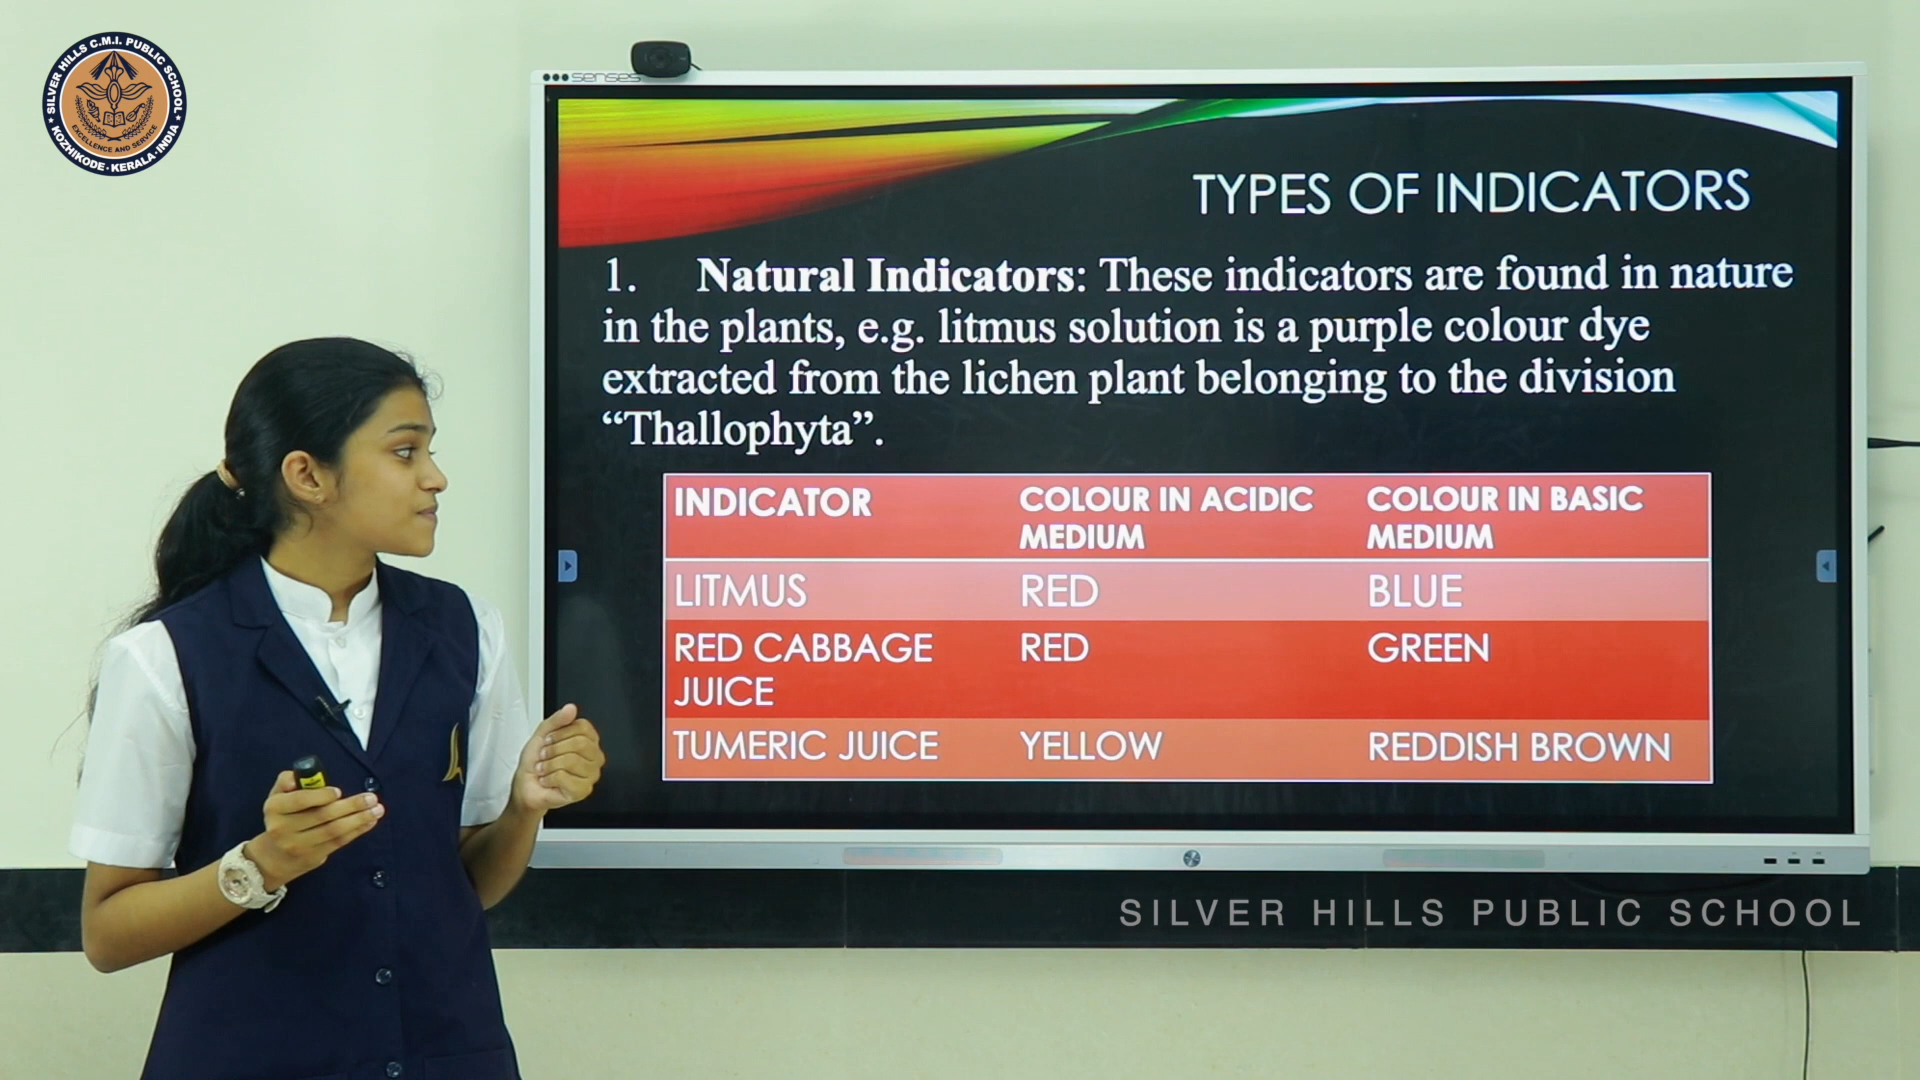 SILVER HILLS C.M.I. PUBLIC SCHOOL
KOZHIKODE · KERALA · INDIA
EXCELLENCE AND SERVICE
senses
TYPES OF INDICATORS
1. Natural Indicators: These indicators are found in nature
in the plants, e.g. litmus solution is a purple colour dye
extracted from the lichen plant belonging to the division
“Thallophyta”.
INDICATOR COLOUR IN ACIDIC MEDIUM COLOUR IN BASIC MEDIUM
LITMUS RED BLUE
RED CABBAGE JUICE RED GREEN
TUMERIC JUICE YELLOW REDDISH BROWN
SILVER HILLS PUBLIC SCHOOL